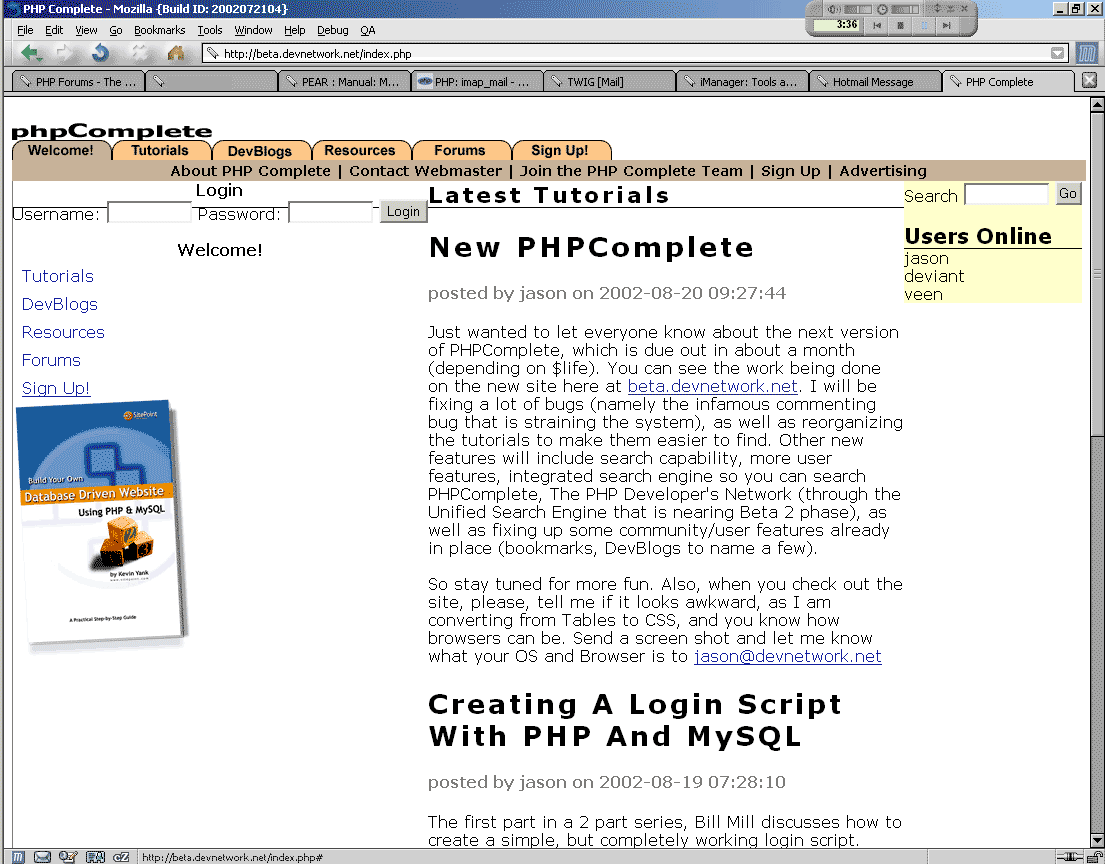 PHP Complete - Mozilla {Build ID: 2002072104}
3:36
File Edit View Go Bookmarks Tools Window Help Debug QA
http://beta.devnetwork.net/index.php
PHP Forums - The ... PEAR : Manual: M... PHP: imap_mail - ... TWIG [Mail] iManager: Tools a... Hotmail Message PHP Complete
phpComplete
Welcome! Tutorials DevBlogs Resources Forums Sign Up!
About PHP Complete | Contact Webmaster | Join the PHP Complete Team | Sign Up | Advertising
Login
Username: Password: Login
Welcome!
Tutorials
DevBlogs
Resources
Forums
Sign Up!
SitePoint
Build Your Own
Database Driven Website
Using PHP & MySQL
by Kevin Yank
A Practical Step-by-Step Guide
Latest Tutorials
New PHPComplete
posted by jason on 2002-08-20 09:27:44
Just wanted to let everyone know about the next version
of PHPComplete, which is due out in about a month
(depending on $life). You can see the work being done
on the new site here at beta.devnetwork.net. I will be
fixing a lot of bugs (namely the infamous commenting
bug that is straining the system), as well as reorganizing
the tutorials to make them easier to find. Other new
features will include search capability, more user
features, integrated search engine so you can search
PHPComplete, The PHP Developer's Network (through the
Unified Search Engine that is nearing Beta 2 phase), as
well as fixing up some community/user features already
in place (bookmarks, DevBlogs to name a few).
So stay tuned for more fun. Also, when you check out the
site, please, tell me if it looks awkward, as I am
converting from Tables to CSS, and you know how
browsers can be. Send a screen shot and let me know
what your OS and Browser is to jason@devnetwork.net
Creating A Login Script
With PHP And MySQL
posted by jason on 2002-08-19 07:28:10
The first part in a 2 part series, Bill Mill discusses how to
create a simple, but completely working login script.
Search Go
Users Online
jason
deviant
veen
http://beta.devnetwork.net/index.php#